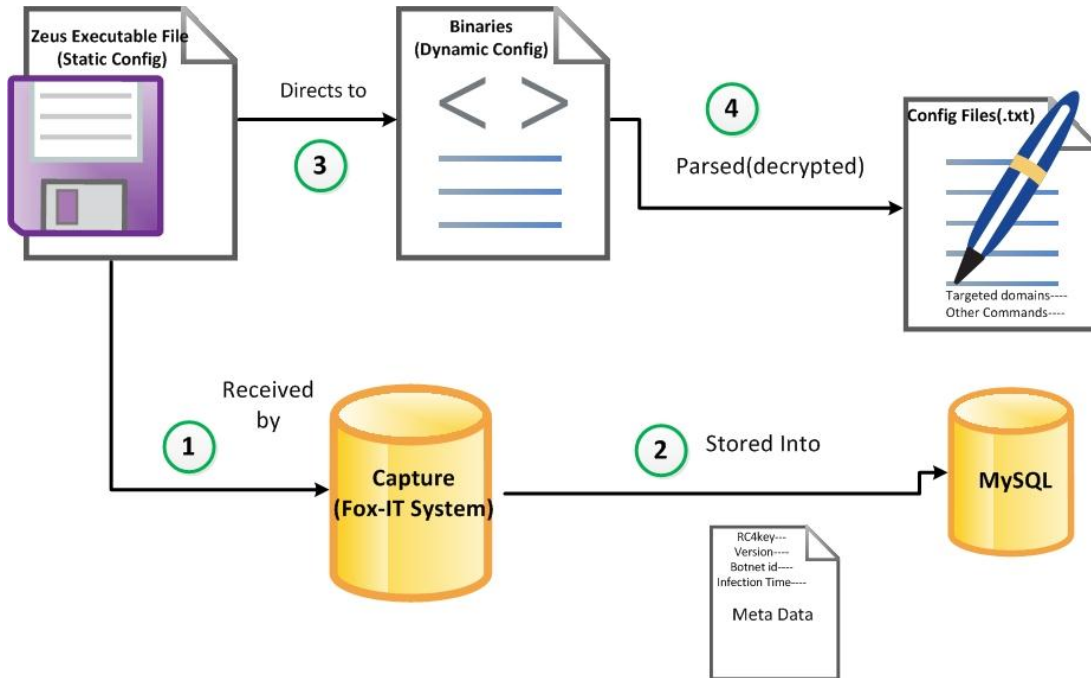 Zeus Executable File
(Static Config)
Directs to
3
Binaries
(Dynamic Config)
< >
4
Parsed(decrypted)
Config Files(.txt)
Targeted domains----
Other Commands----
Received
by
1
Capture
(Fox-IT System)
2
Stored Into
MySQL
RC4key---
Version----
Botnet id----
Infection Time----
Meta Data